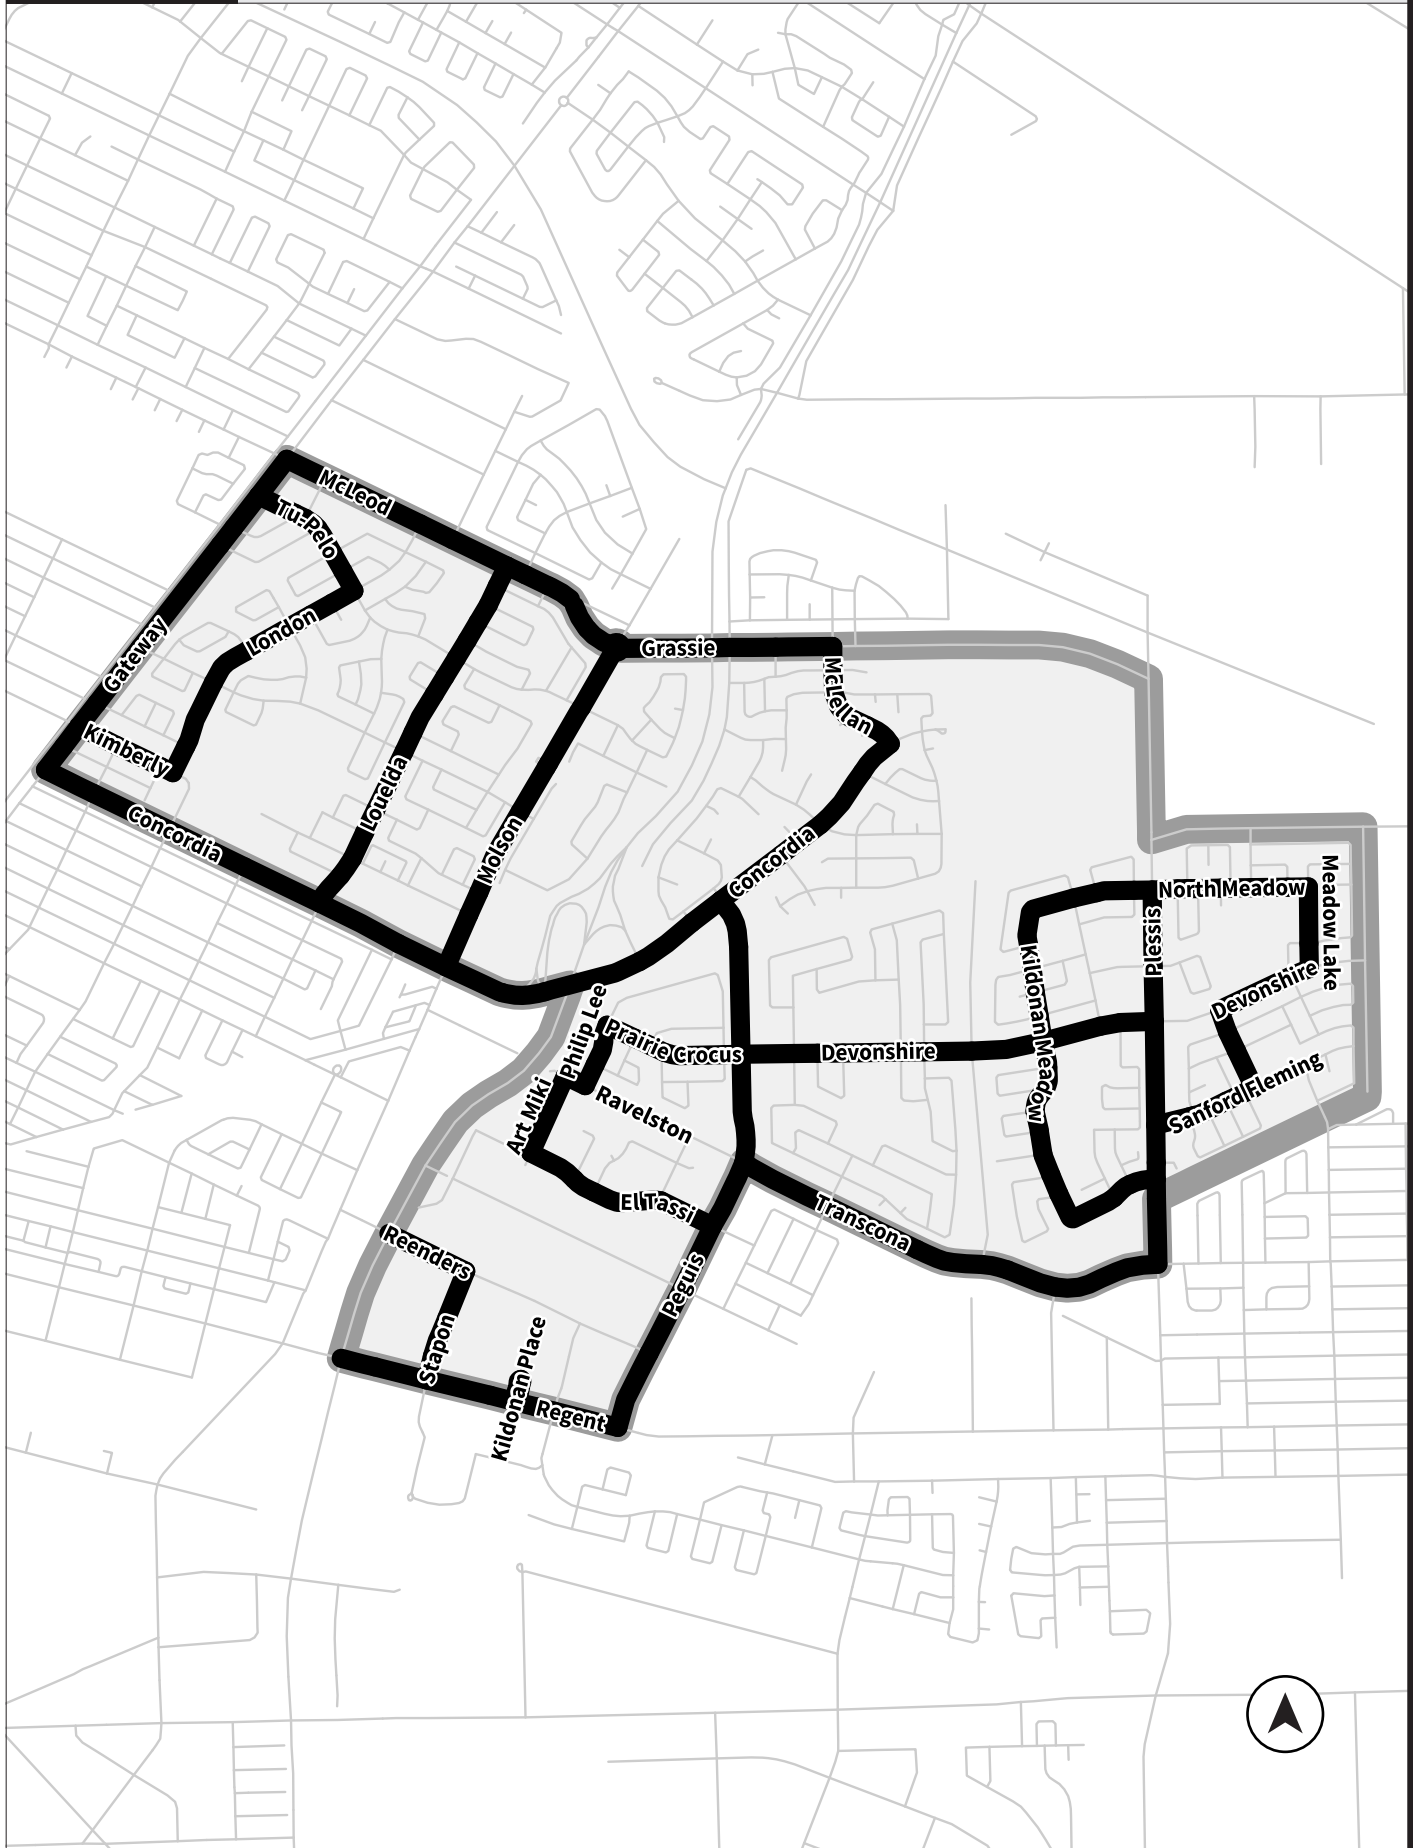 McLeod
Tu-Pelo
London
Gateway
Kimberly
Concordia
Louelda
Molson
Grassie
McLellan
Concordia
North Meadow
Meadow Lake
Plessis
Kildonan Meadow
Devonshire
Sanford Fleming
Philip Lee
Prairie Crocus
Devonshire
Art Miki
Ravelston
El Tassi
Transcona
Reenders
Peguis
Stapon
Kildonan Place
Regent